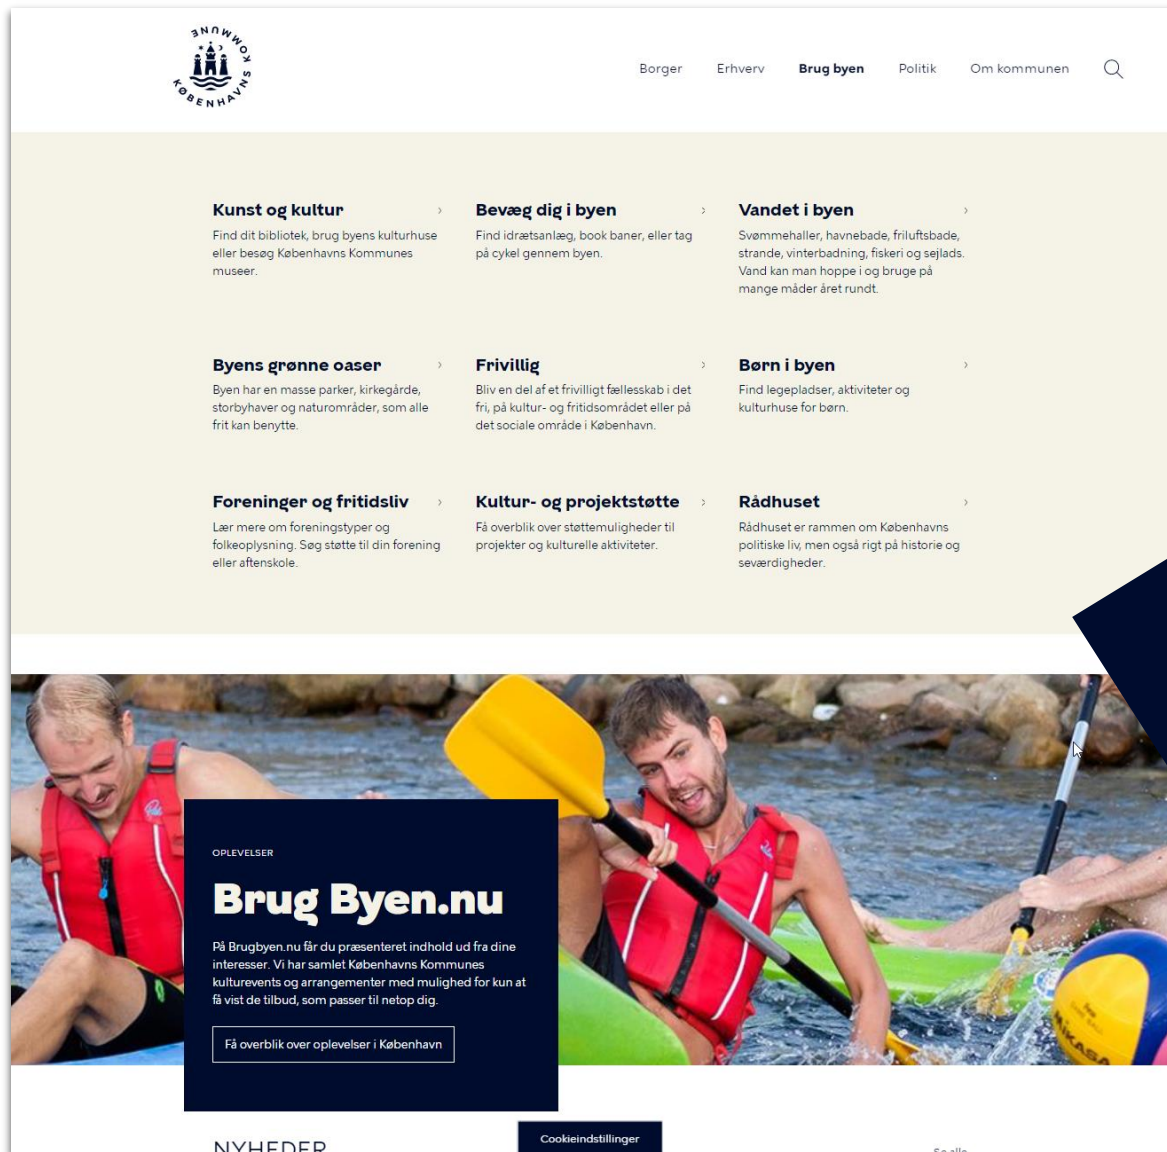 KØBENHAVNS KOMMUNE
Borger
Erhverv
Brug byen
Politik
Om kommunen
Kunst og kultur
Find dit bibliotek, brug byens kulturhuse
eller besøg Københavns Kommunes
museer.
Bevæg dig i byen
Find idrætsanlæg, book baner, eller tag
på cykel gennem byen.
Vandet i byen
Svømmehaller, havnebade, friluftsbade,
strande, vinterbadning, fiskeri og sejlads.
Vand kan man hoppe i og bruge på
mange måder året rundt.
Byens grønne oaser
Byen har en masse parker, kirkegårde,
storbyhaver og naturområder, som alle
frit kan benytte.
Frivillig
Bliv en del af et frivilligt fællesskab i det
fri, på kultur- og fritidsområdet eller på
det sociale område i København.
Børn i byen
Find legepladser, aktiviteter og
kulturhuse for børn.
Foreninger og fritidsliv
Lær mere om foreningstyper og
folkeoplysning. Søg støtte til din forening
eller aftenskole.
Kultur- og projektstøtte
Få overblik over støttemuligheder til
projekter og kulturelle aktiviteter.
Rådhuset
Rådhuset er rammen om Københavns
politiske liv, men også rigt på historie og
seværdigheder.
OPLEVELSER
Brug Byen.nu
På Brugbyen.nu får du præsenteret indhold ud fra dine
interesser. Vi har samlet Københavns Kommunes
kulturevents og arrangementer med mulighed for kun at
få vist de tilbud, som passer til netop dig.
Få overblik over oplevelser i København
MIKASA
NYHEDER
Cookieindstillinger
Se alle